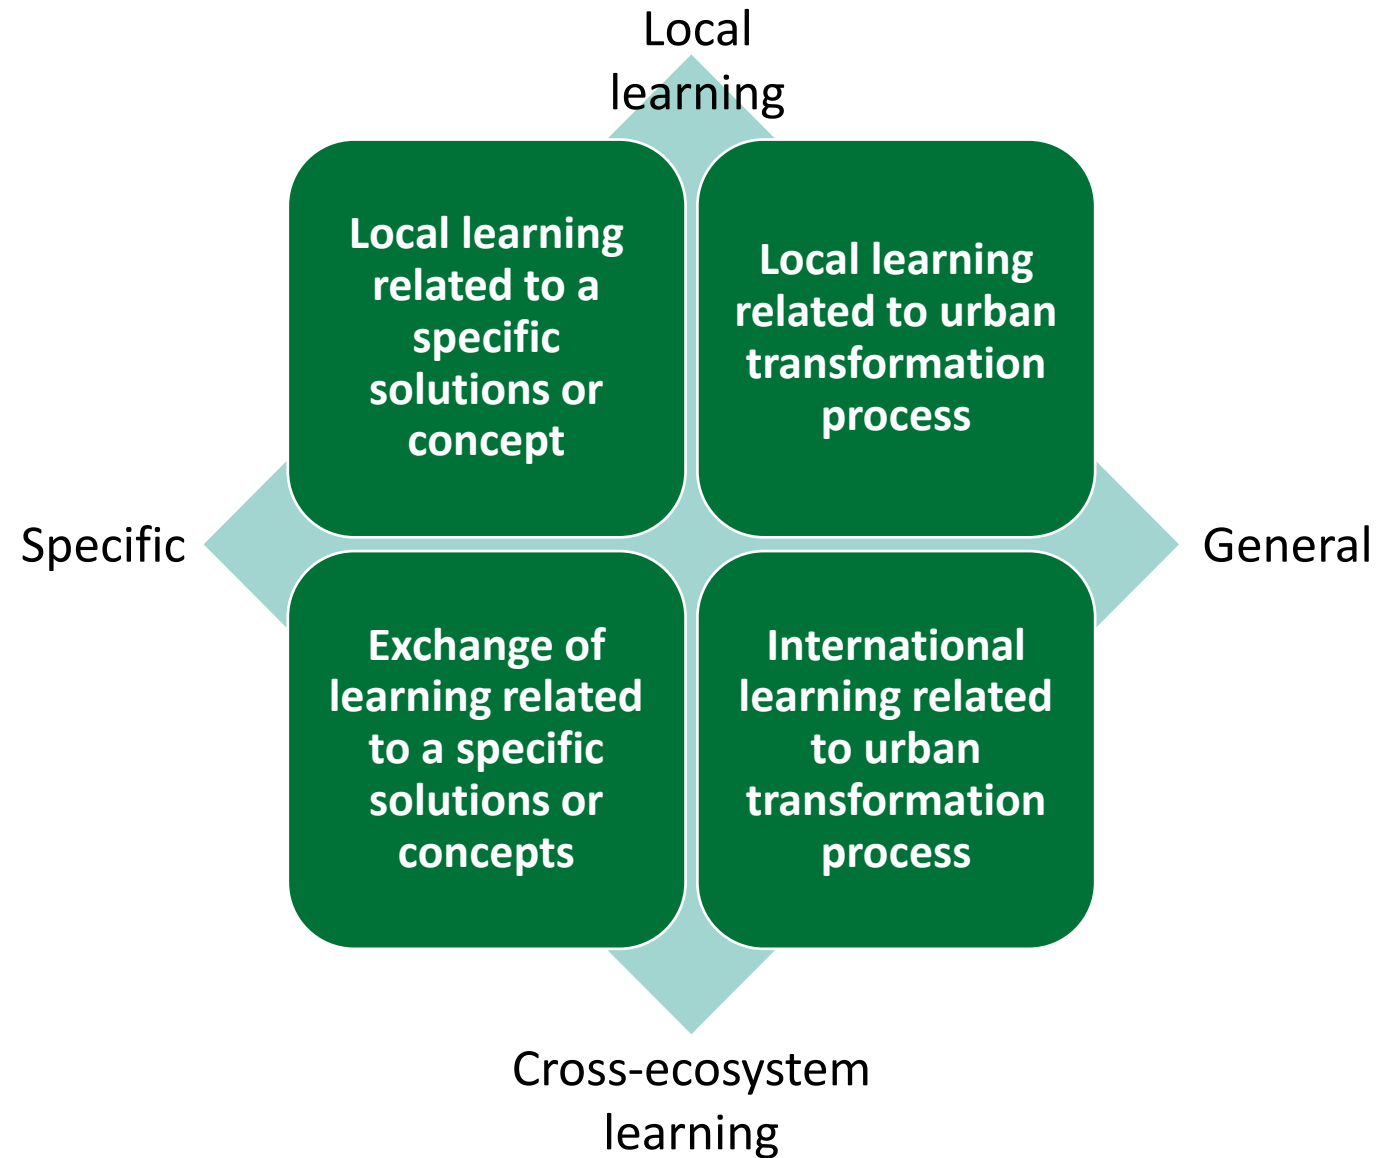 Local
learning
Local learning
related to a
specific
solutions or
concept
Local learning
related to urban
transformation
process
Specific
General
Exchange of
learning related
to a specific
solutions or
concepts
International
learning related
to urban
transformation
process
Cross-ecosystem
learning